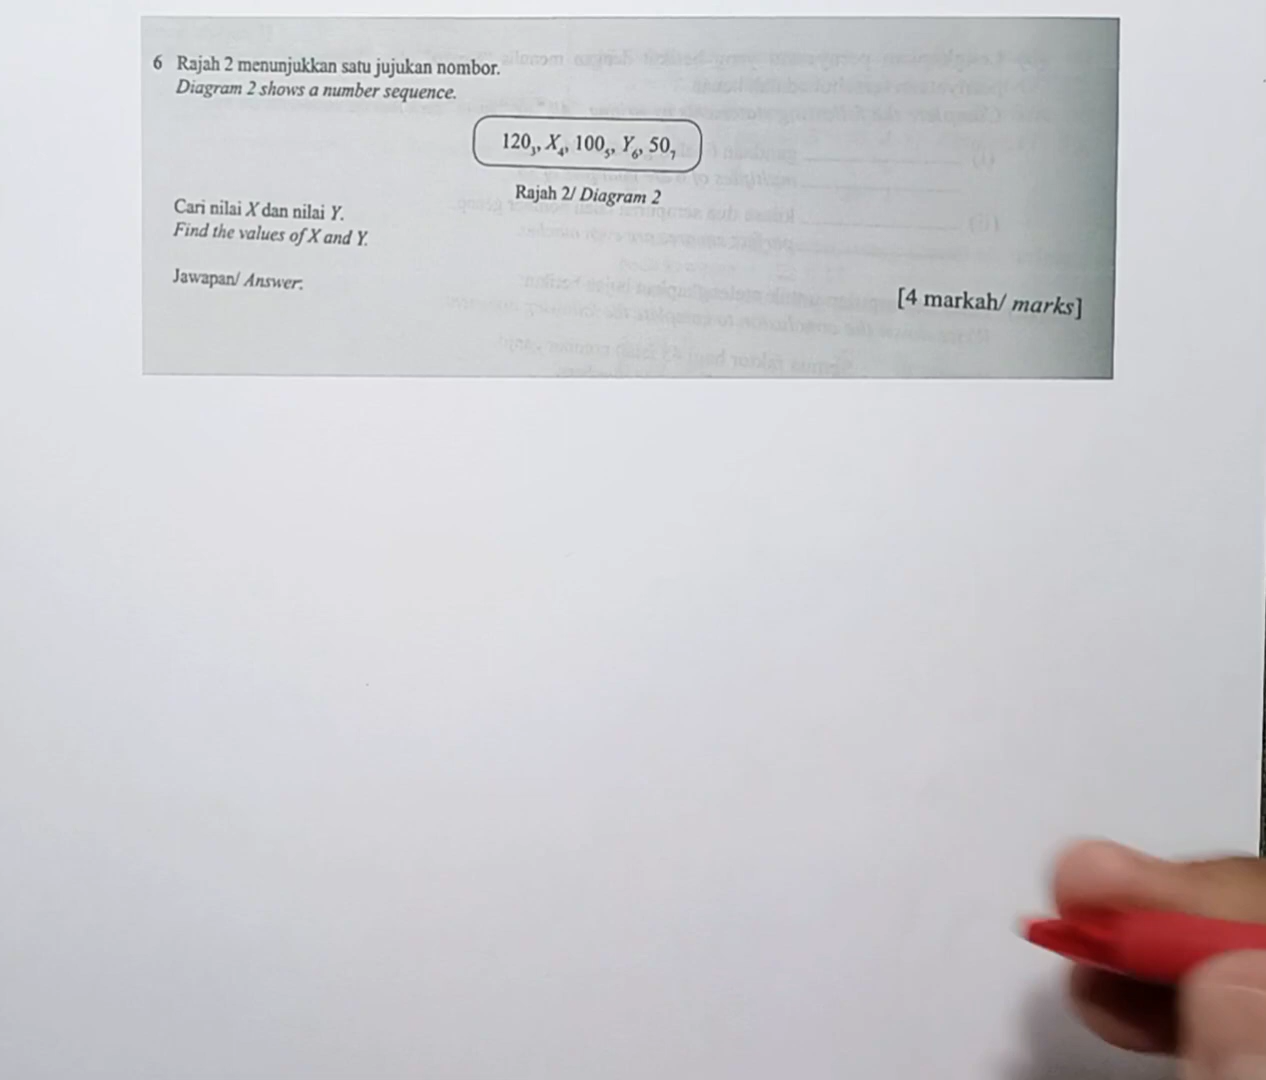 6 Rajah 2 menunjukkan satu jujukan nombor.
Diagram 2 shows a number sequence.
120₃, X₄, 100₅, Y₆, 50₇
Rajah 2/ Diagram 2
Cari nilai X dan nilai Y.
Find the values of X and Y.
Jawapan/ Answer:
[4 markah/ marks]